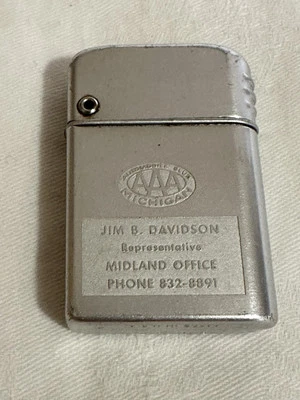 AUTOMOBILE CLUB
AAA
MICHIGAN
JIM B. DAVIDSON
Representative
MIDLAND OFFICE
PHONE 832-8891